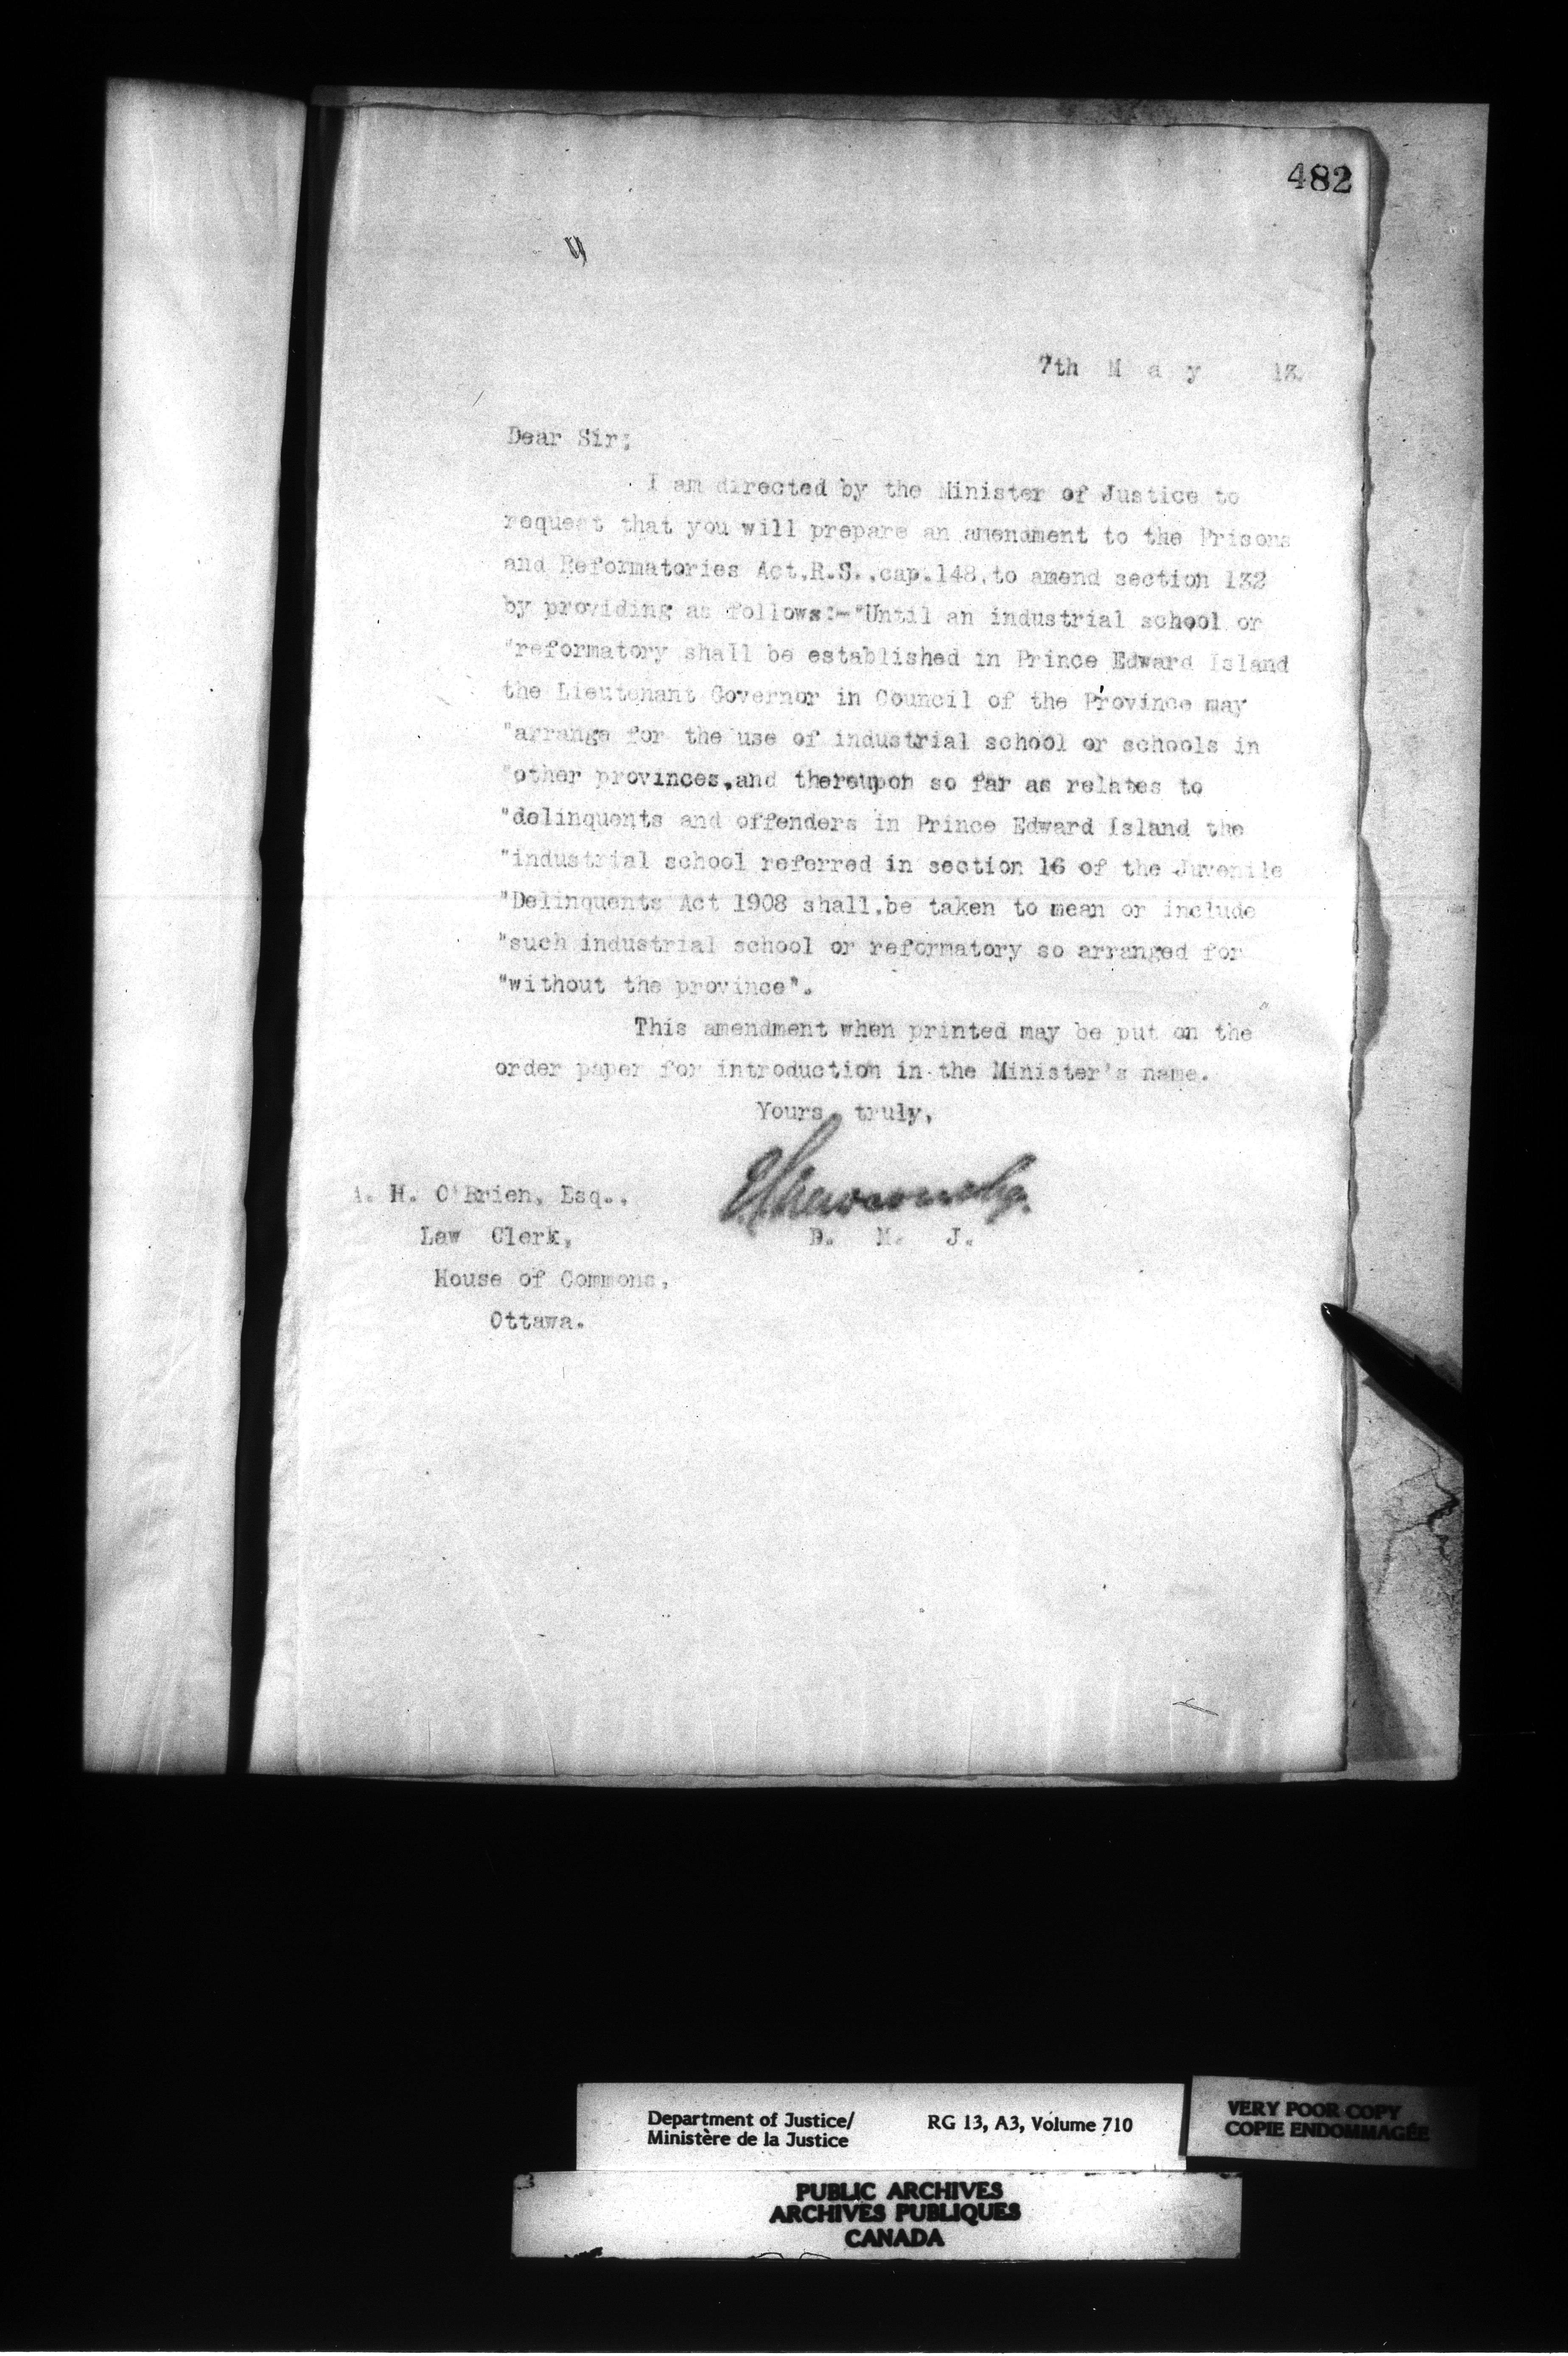 482
7th M a y 13.
Dear Sir;
I am directed by the Minister of Justice to
request that you will prepare an amendment to the Prisons
and Reformatories Act,R.S.,cap.148,to amend section 132
by providing as follows:-"Until an industrial school or
"reformatory shall be established in Prince Edward Island
the Lieutenant Governor in Council of the Province may
"arrange for the use of industrial school or schools in
"other provinces,and thereupon so far as relates to
"delinquents and offenders in Prince Edward Island the
"industrial school referred in section 16 of the Juvenile
"Delinquents Act 1908 shall.be taken to mean or include
"such industrial school or reformatory so arranged for
"without the province".
This amendment when printed may be put on the
order paper for introduction in the Minister's name.
Yours truly,
A. H. O'Brien, Esq.,
D. M. J.
Law Clerk,
House of Commons,
Ottawa.
Department of Justice/
Ministère de la Justice
RG 13, A3, Volume 710
VERY POOR COPY
COPIE ENDOMMAGÉE
PUBLIC ARCHIVES
ARCHIVES PUBLIQUES
CANADA